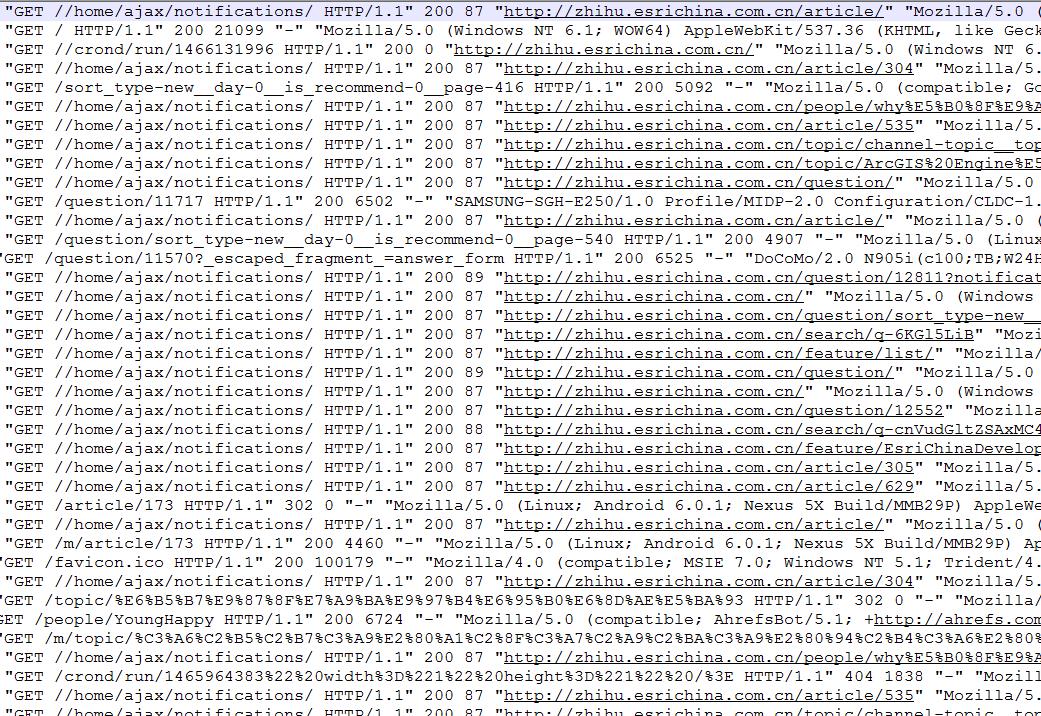 "GET //home/ajax/notifications/ HTTP/1.1" 200 87 "http://zhihu.esrichina.com.cn/article/" "Mozilla/5.0 (
"GET / HTTP/1.1" 200 21099 "-" "Mozilla/5.0 (Windows NT 6.1; WOW64) AppleWebKit/537.36 (KHTML, like Geck
"GET //crond/run/1466131996 HTTP/1.1" 200 0 "http://zhihu.esrichina.com.cn/" "Mozilla/5.0 (Windows NT 6.
"GET //home/ajax/notifications/ HTTP/1.1" 200 87 "http://zhihu.esrichina.com.cn/article/304" "Mozilla/5.
"GET /sort_type-new__day-0__is_recommend-0__page-416 HTTP/1.1" 200 5092 "-" "Mozilla/5.0 (compatible; Go
"GET //home/ajax/notifications/ HTTP/1.1" 200 87 "http://zhihu.esrichina.com.cn/people/why%E5%B0%8F%E9%A
"GET //home/ajax/notifications/ HTTP/1.1" 200 87 "http://zhihu.esrichina.com.cn/article/535" "Mozilla/5.
"GET //home/ajax/notifications/ HTTP/1.1" 200 87 "http://zhihu.esrichina.com.cn/topic/channel-topic__top
"GET //home/ajax/notifications/ HTTP/1.1" 200 87 "http://zhihu.esrichina.com.cn/topic/ArcGIS%20Engine%E5
"GET //home/ajax/notifications/ HTTP/1.1" 200 87 "http://zhihu.esrichina.com.cn/question/" "Mozilla/5.0
"GET /question/11717 HTTP/1.1" 200 6502 "-" "SAMSUNG-SGH-E250/1.0 Profile/MIDP-2.0 Configuration/CLDC-1.
"GET //home/ajax/notifications/ HTTP/1.1" 200 87 "http://zhihu.esrichina.com.cn/article/" "Mozilla/5.0 (
"GET /question/sort_type-new__day-0__is_recommend-0__page-540 HTTP/1.1" 200 4907 "-" "Mozilla/5.0 (Linux
"GET /question/11570?_escaped_fragment_=answer_form HTTP/1.1" 200 6525 "-" "DoCoMo/2.0 N905i(c100;TB;W24H
"GET //home/ajax/notifications/ HTTP/1.1" 200 89 "http://zhihu.esrichina.com.cn/question/12811?notificat
"GET //home/ajax/notifications/ HTTP/1.1" 200 87 "http://zhihu.esrichina.com.cn/" "Mozilla/5.0 (Windows
"GET //home/ajax/notifications/ HTTP/1.1" 200 87 "http://zhihu.esrichina.com.cn/question/sort_type-new__
"GET //home/ajax/notifications/ HTTP/1.1" 200 87 "http://zhihu.esrichina.com.cn/search/q-6KGl5LiB" "Mozi
"GET //home/ajax/notifications/ HTTP/1.1" 200 87 "http://zhihu.esrichina.com.cn/feature/list/" "Mozilla/
"GET //home/ajax/notifications/ HTTP/1.1" 200 89 "http://zhihu.esrichina.com.cn/question/" "Mozilla/5.0
"GET //home/ajax/notifications/ HTTP/1.1" 200 87 "http://zhihu.esrichina.com.cn/" "Mozilla/5.0 (Windows
"GET //home/ajax/notifications/ HTTP/1.1" 200 87 "http://zhihu.esrichina.com.cn/question/12552" "Mozilla
"GET //home/ajax/notifications/ HTTP/1.1" 200 88 "http://zhihu.esrichina.com.cn/search/q-cnVudGltZSAxMC4
"GET //home/ajax/notifications/ HTTP/1.1" 200 87 "http://zhihu.esrichina.com.cn/feature/EsriChinaDevelop
"GET //home/ajax/notifications/ HTTP/1.1" 200 87 "http://zhihu.esrichina.com.cn/article/305" "Mozilla/5.
"GET //home/ajax/notifications/ HTTP/1.1" 200 87 "http://zhihu.esrichina.com.cn/article/629" "Mozilla/5.
"GET /article/173 HTTP/1.1" 302 0 "-" "Mozilla/5.0 (Linux; Android 6.0.1; Nexus 5X Build/MMB29P) AppleWe
"GET //home/ajax/notifications/ HTTP/1.1" 200 87 "http://zhihu.esrichina.com.cn/article/" "Mozilla/5.0 (
"GET /m/article/173 HTTP/1.1" 200 4460 "-" "Mozilla/5.0 (Linux; Android 6.0.1; Nexus 5X Build/MMB29P) Ap
"GET /favicon.ico HTTP/1.1" 200 100179 "-" "Mozilla/4.0 (compatible; MSIE 7.0; Windows NT 5.1; Trident/4.
"GET //home/ajax/notifications/ HTTP/1.1" 200 87 "http://zhihu.esrichina.com.cn/article/304" "Mozilla/5.
"GET /topic/%E6%B5%B7%E9%87%8F%E7%A9%BA%E9%97%B4%E6%95%B0%E6%8D%AE%E5%BA%93 HTTP/1.1" 302 0 "-" "Mozilla/
GET /people/YoungHappy HTTP/1.1" 200 6724 "-" "Mozilla/5.0 (compatible; AhrefsBot/5.1; +http://ahrefs.com
"GET /m/topic/%C3%A6%C2%B5%C2%B7%C3%A9%E2%80%A1%C2%8F%C3%A7%C2%A9%C2%BA%C3%A9%E2%80%94%C2%B4%C3%A6%E2%80%
"GET //home/ajax/notifications/ HTTP/1.1" 200 87 "http://zhihu.esrichina.com.cn/people/why%E5%B0%8F%E9%A
"GET /crond/run/1465964383%22%20width%3D%221%22%20height%3D%221%22%20/%3E HTTP/1.1" 404 1838 "-" "Mozill
"GET //home/ajax/notifications/ HTTP/1.1" 200 87 "http://zhihu.esrichina.com.cn/article/535" "Mozilla/5.
"GET //home/ajax/notifications/ HTTP/1.1" 200 87 "http://zhihu.esrichina.com.cn/topic/channel-topic__top